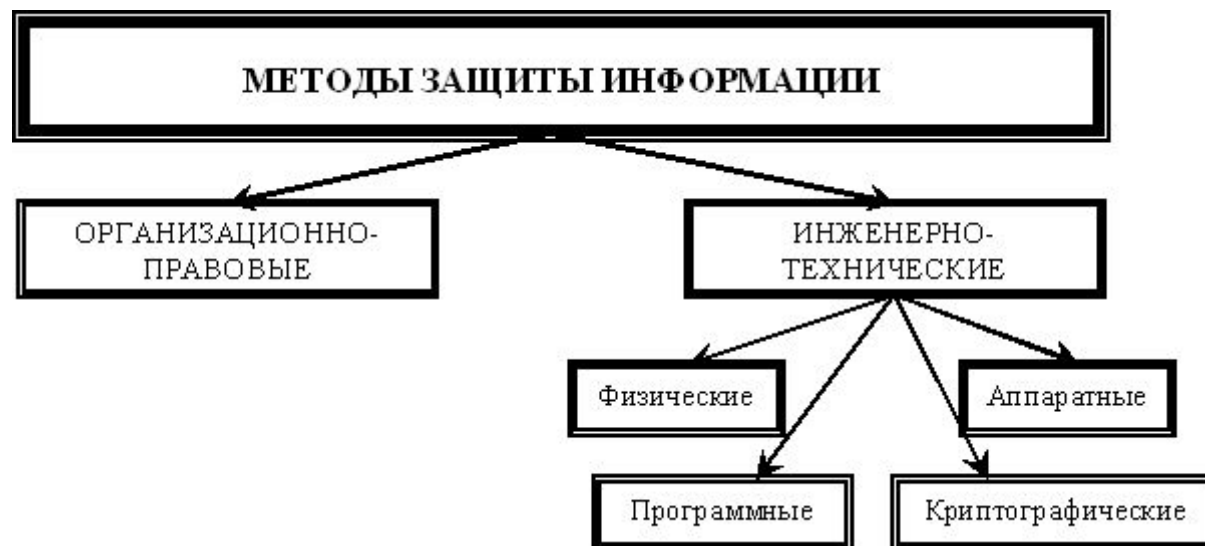 МЕТОДЫ ЗАЩИТЫ ИНФОРМАЦИИ
ОРГАНИЗАЦИОННО-
ПРАВОВЫЕ
ИНЖЕНЕРНО-
ТЕХНИЧЕСКИЕ
Физические
Аппаратные
Программные
Криптографические